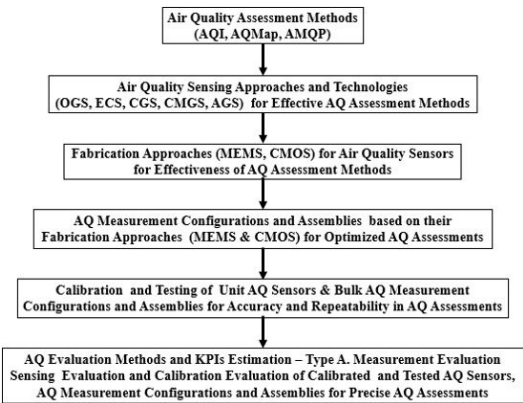 Air Quality Assessment Methods
(AQI, AQMap, AMQP)
Air Quality Sensing Approaches and Technologies
(OGS, ECS, CGS, CMGS, AGS) for Effective AQ Assessment Methods
Fabrication Approaches (MEMS, CMOS) for Air Quality Sensors
for Effectiveness of AQ Assessment Methods
AQ Measurement Configurations and Assemblies based on their
Fabrication Approaches (MEMS & CMOS) for Optimized AQ Assessments
Calibration and Testing of Unit AQ Sensors & Bulk AQ Measurement
Configurations and Assemblies for Accuracy and Repeatability in AQ Assessments
AQ Evaluation Methods and KPIs Estimation – Type A. Measurement Evaluation
Sensing Evaluation and Calibration Evaluation of Calibrated and Tested AQ Sensors,
AQ Measurement Configurations and Assemblies for Precise AQ Assessments